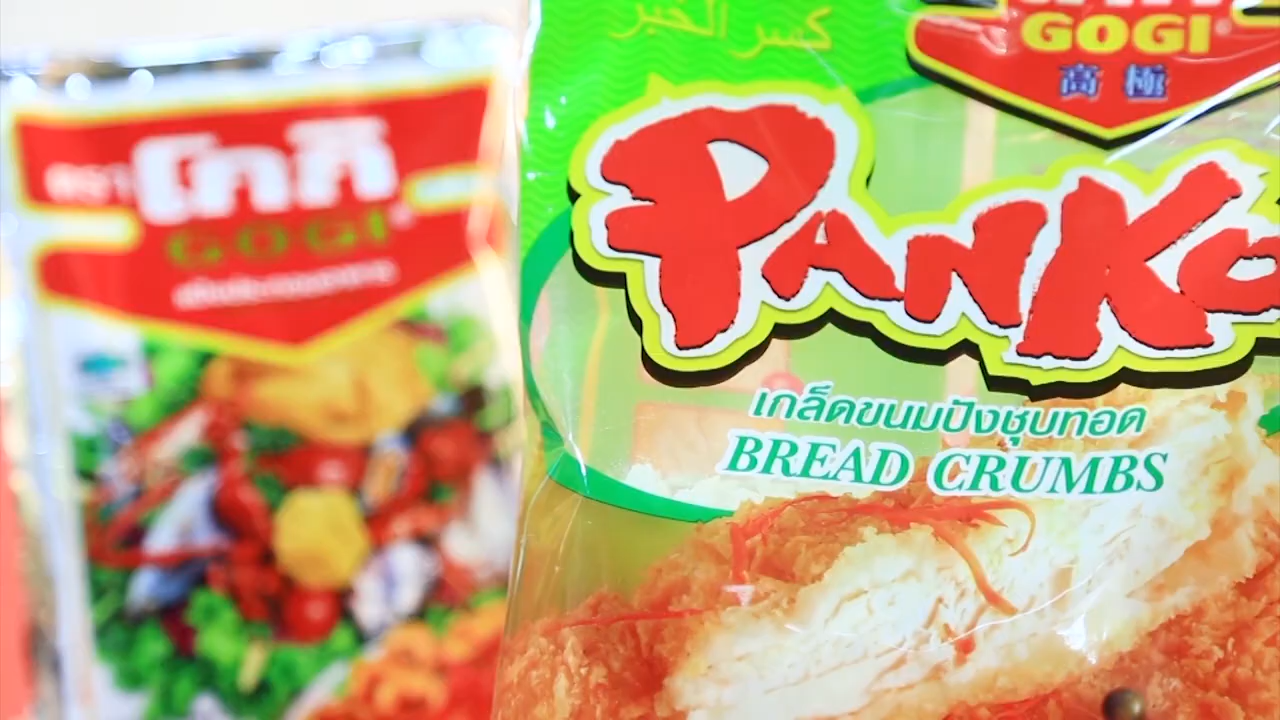 ตรา โกกิ
GOGI
كسر الخبز
GOGI
高極
PANKO
เกล็ดขนมปังชุบทอด
BREAD CRUMBS